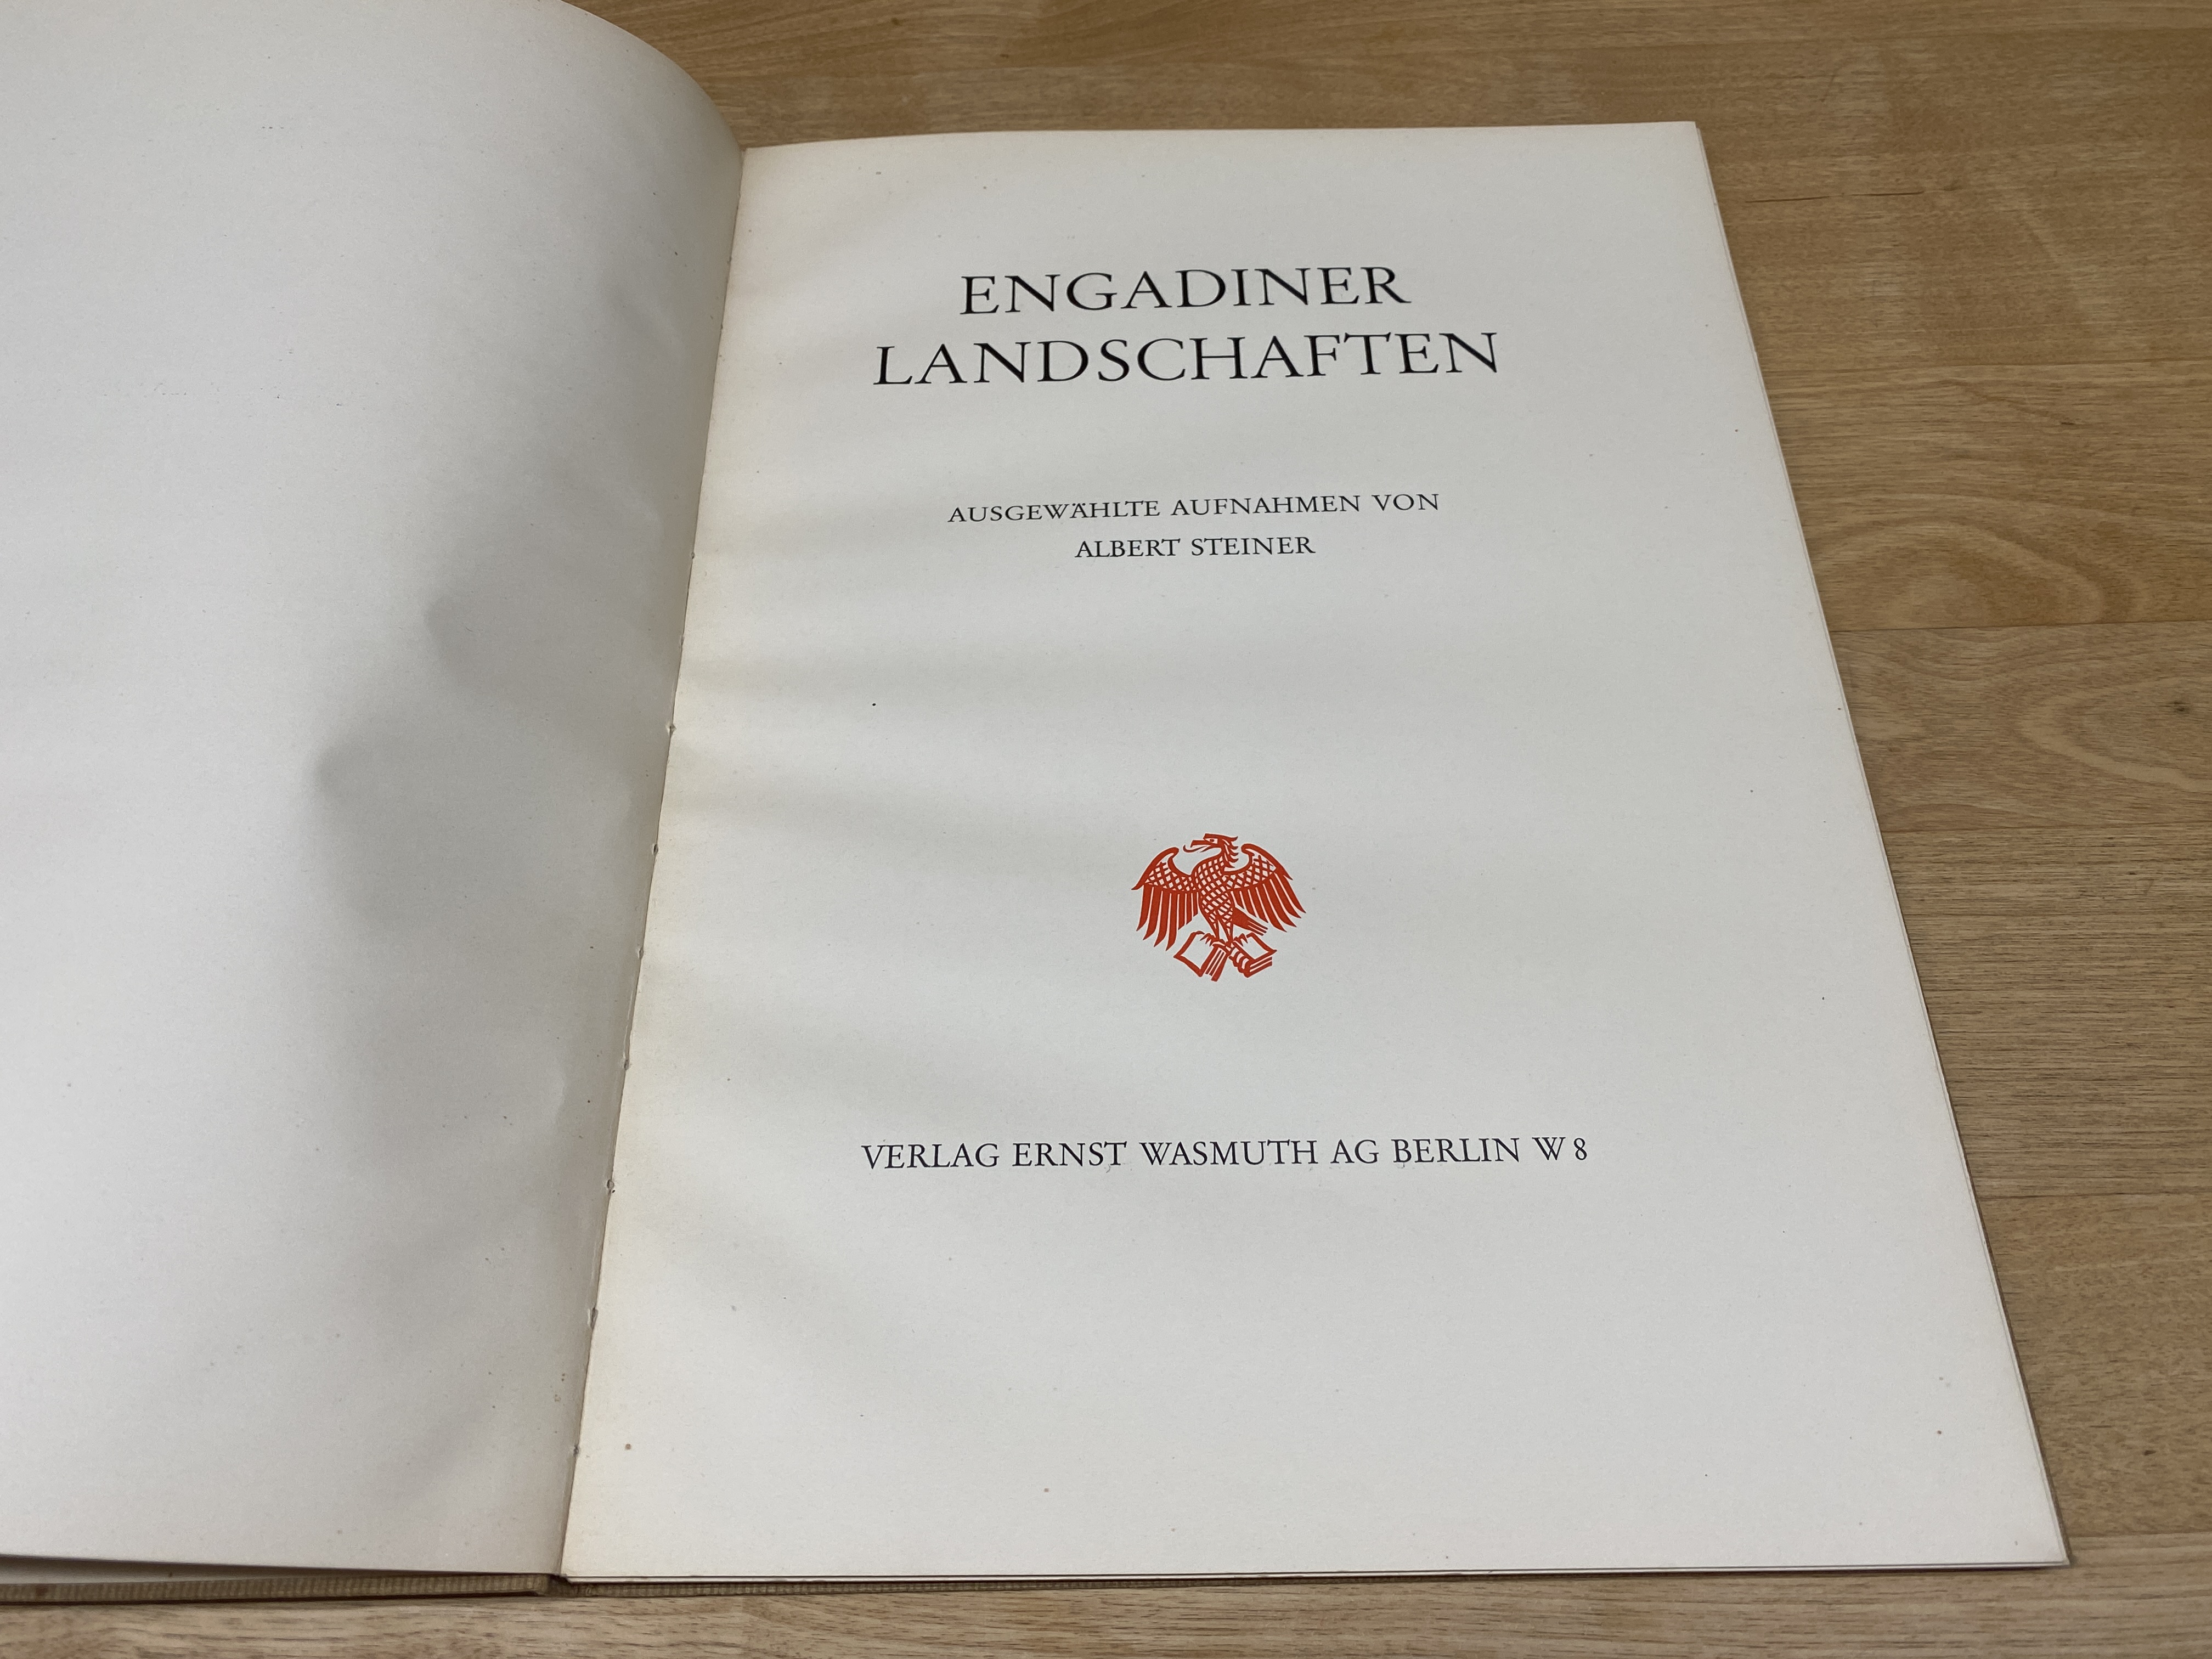 ENGADINER
LANDSCHAFTEN
AUSGEWÄHLTE AUFNAHMEN VON
ALBERT STEINER
VERLAG ERNST WASMUTH AG BERLIN W 8